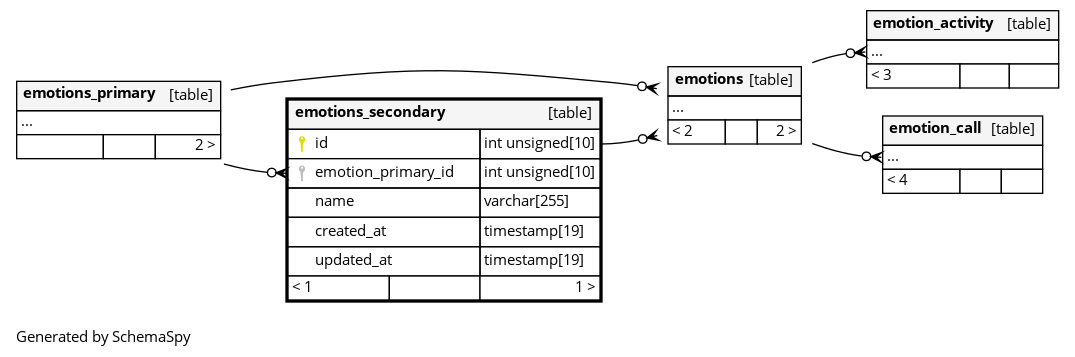 emotions_primary [table]
...
2 >
emotions_secondary [table]
id int unsigned[10]
emotion_primary_id int unsigned[10]
name varchar[255]
created_at timestamp[19]
updated_at timestamp[19]
< 1 1 >
emotions [table]
...
< 2 2 >
emotion_activity [table]
...
< 3
emotion_call [table]
...
< 4
Generated by SchemaSpy